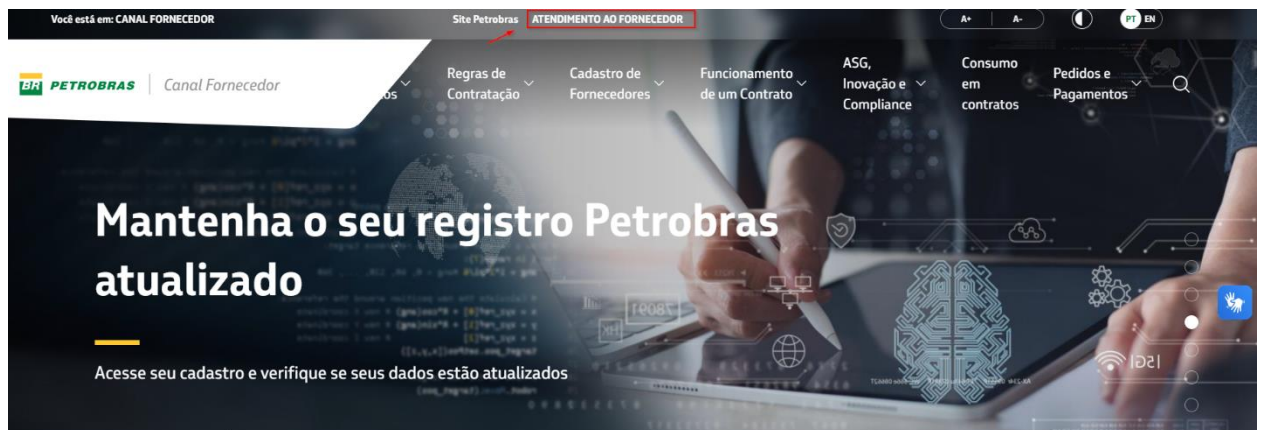 Você está em: CANAL FORNECEDOR
Site Petrobras
ATENDIMENTO AO FORNECEDOR
A+ | A-
PT EN
BR PETROBRAS | Canal Fornecedor
Regras de
Contratação
Cadastro de
Fornecedores
Funcionamento
de um Contrato
ASG,
Inovação e
Compliance
Consumo
em
contratos
Pedidos e
Pagamentos
Mantenha o seu registro Petrobras
atualizado
Acesse seu cadastro e verifique se seus dados estão atualizados